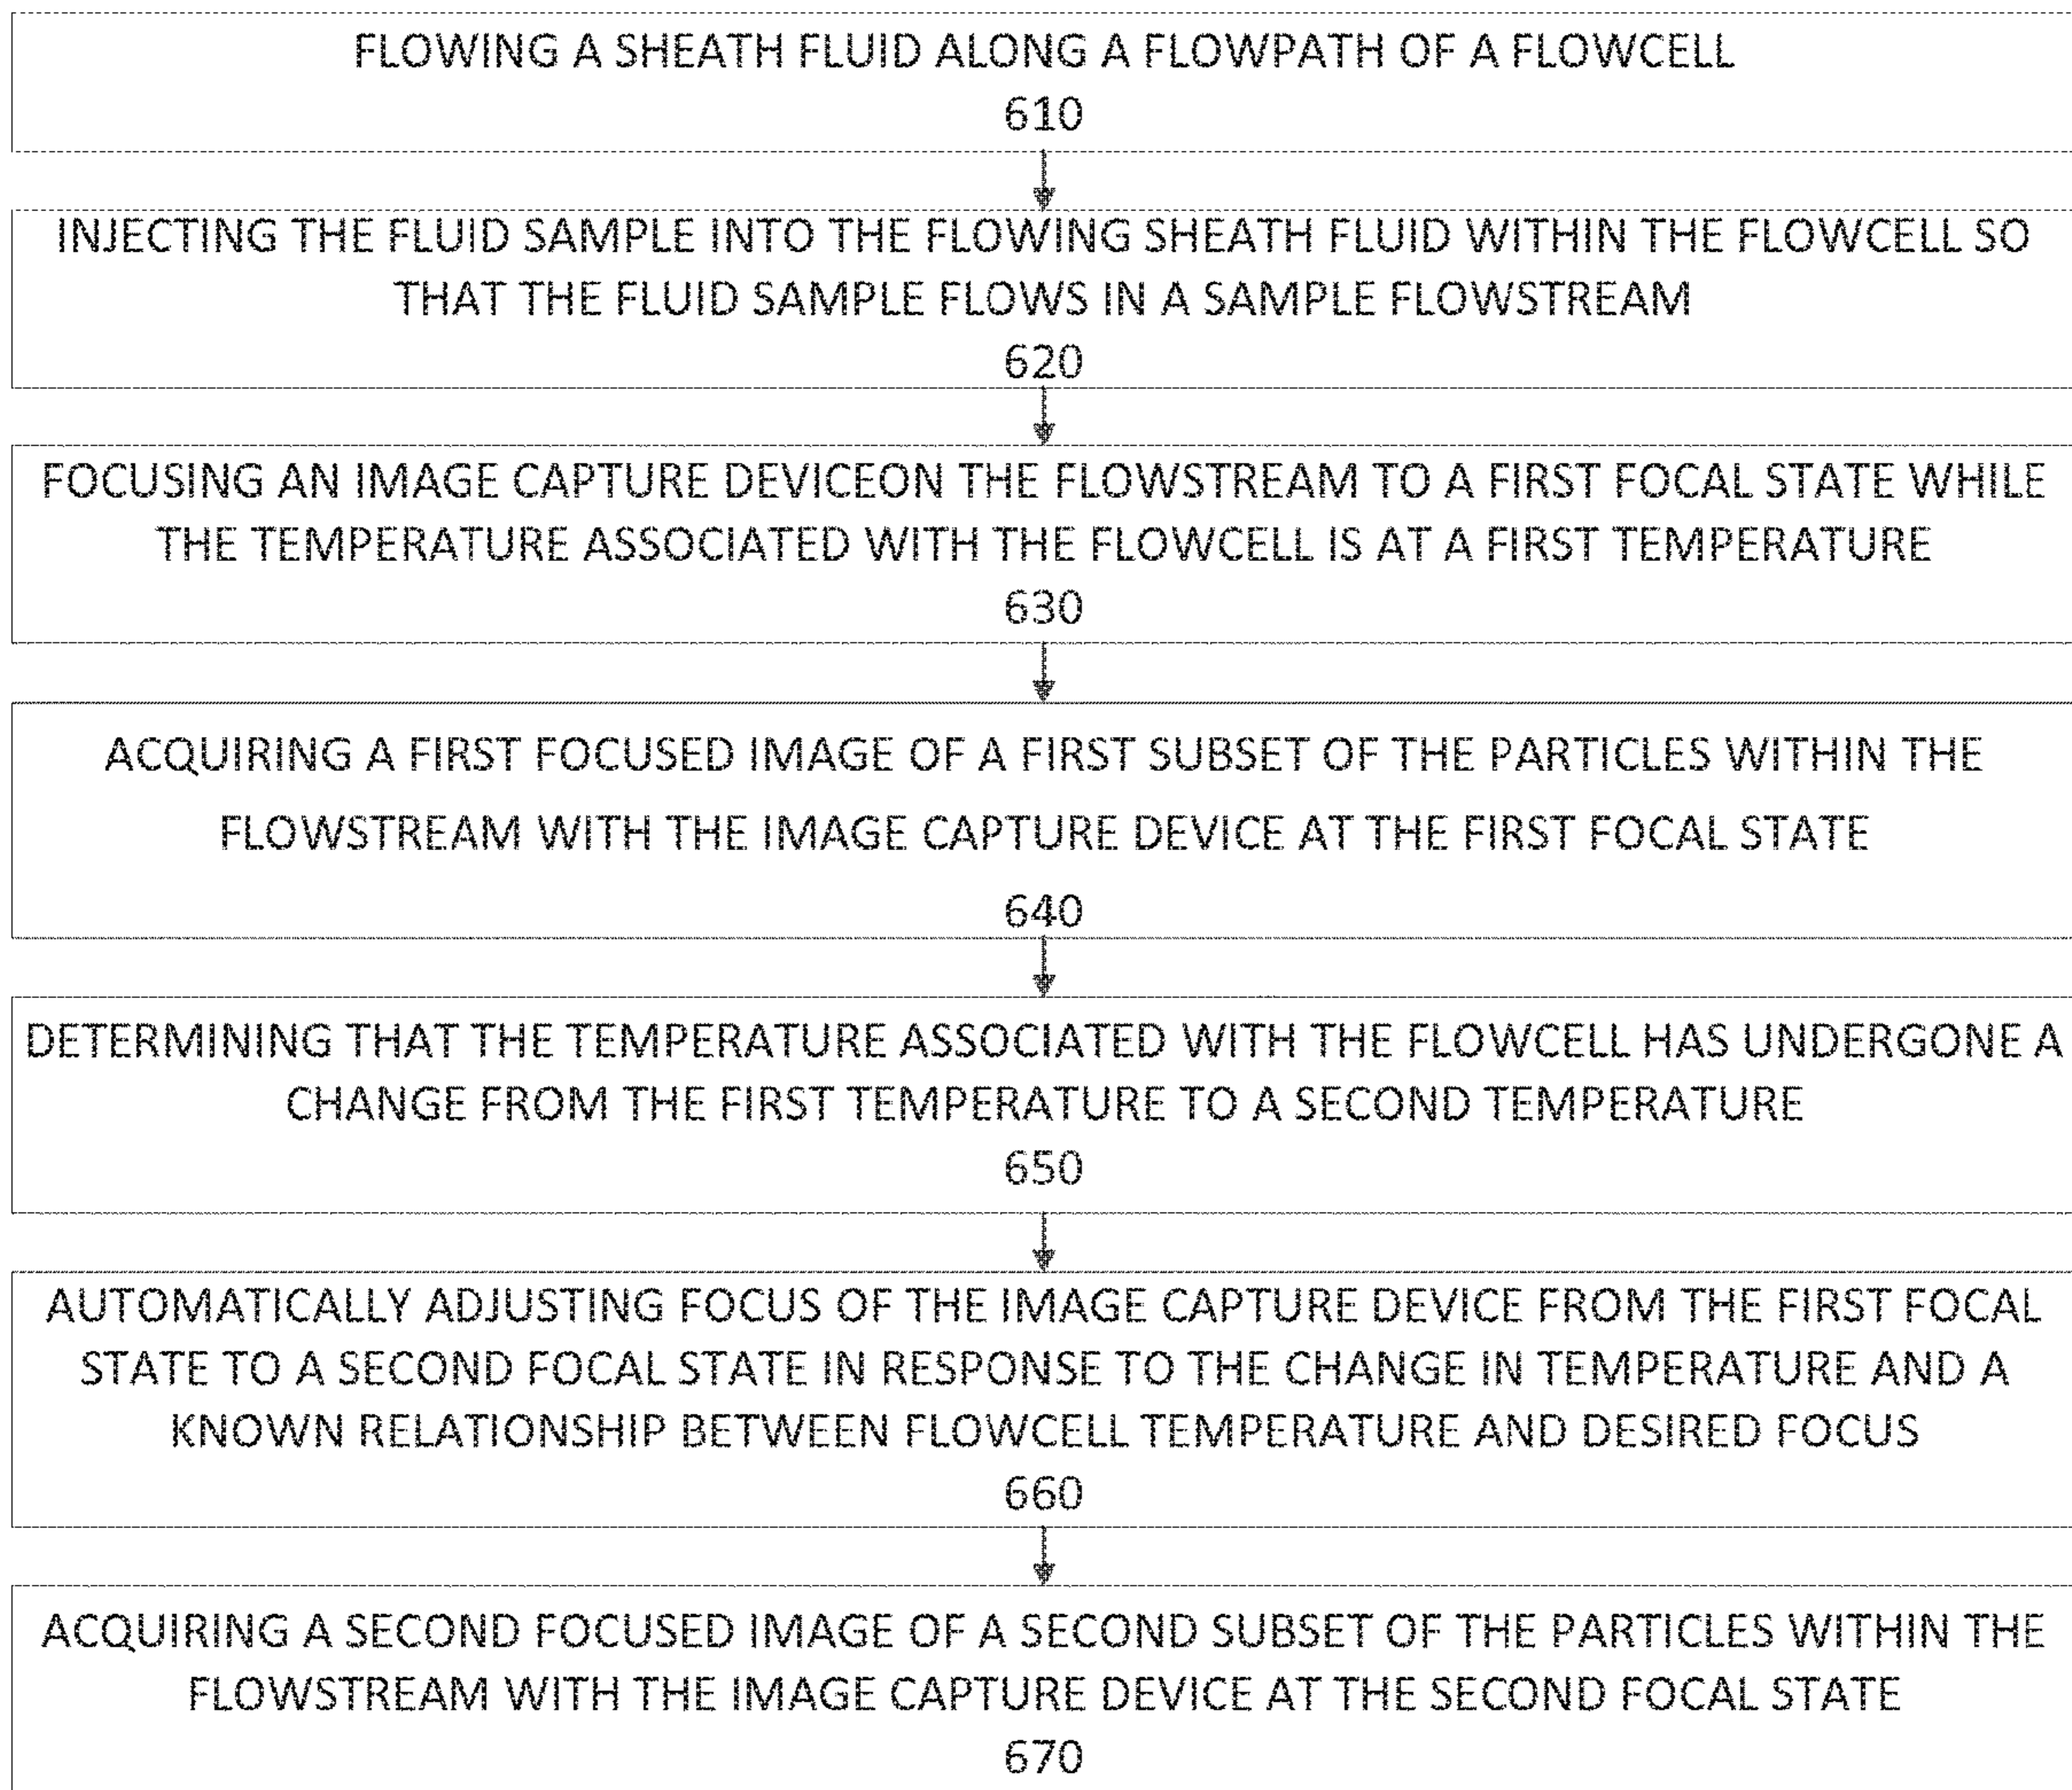 FLOWING A SHEATH FLUID ALONG A FLOWPATH OF A FLOWCELL
610
INJECTING THE FLUID SAMPLE INTO THE FLOWING SHEATH FLUID WITHIN THE FLOWCELL SO
THAT THE FLUID SAMPLE FLOWS IN A SAMPLE FLOWSTREAM
620
FOCUSING AN IMAGE CAPTURE DEVICEON THE FLOWSTREAM TO A FIRST FOCAL STATE WHILE
THE TEMPERATURE ASSOCIATED WITH THE FLOWCELL IS AT A FIRST TEMPERATURE
630
ACQUIRING A FIRST FOCUSED IMAGE OF A FIRST SUBSET OF THE PARTICLES WITHIN THE
FLOWSTREAM WITH THE IMAGE CAPTURE DEVICE AT THE FIRST FOCAL STATE
640
DETERMINING THAT THE TEMPERATURE ASSOCIATED WITH THE FLOWCELL HAS UNDERGONE A
CHANGE FROM THE FIRST TEMPERATURE TO A SECOND TEMPERATURE
650
AUTOMATICALLY ADJUSTING FOCUS OF THE IMAGE CAPTURE DEVICE FROM THE FIRST FOCAL
STATE TO A SECOND FOCAL STATE IN RESPONSE TO THE CHANGE IN TEMPERATURE AND A
KNOWN RELATIONSHIP BETWEEN FLOWCELL TEMPERATURE AND DESIRED FOCUS
660
ACQUIRING A SECOND FOCUSED IMAGE OF A SECOND SUBSET OF THE PARTICLES WITHIN THE
FLOWSTREAM WITH THE IMAGE CAPTURE DEVICE AT THE SECOND FOCAL STATE
670